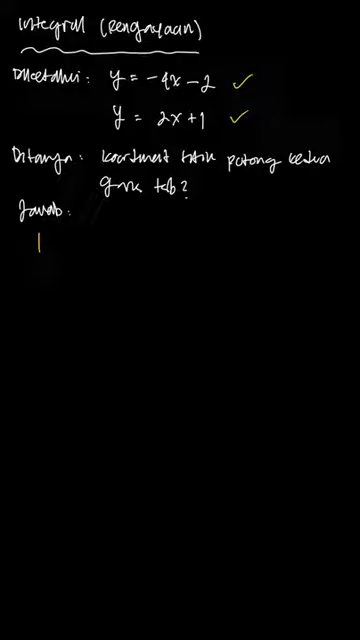 Integral (Pengayaan)
Diketahui: y = -4x - 2 ✓
y = 2x + 1 ✓
Ditanya: koordinat titik potong kedua
garis tsb?
Jawab: